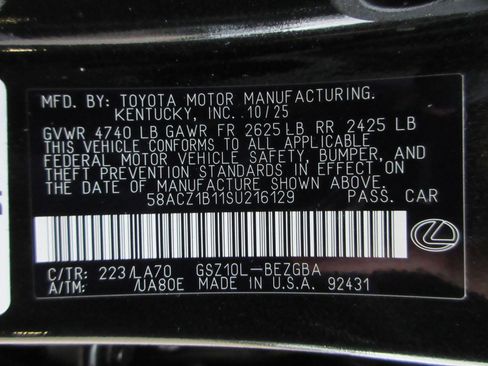 MFD. BY: TOYOTA MOTOR MANUFACTURING.
KENTUCKY, INC. 10/25
GVWR 4740 LB GAWR FR 2625 LB RR 2425 LB
THIS VEHICLE CONFORMS TO ALL APPLICABLE
FEDERAL MOTOR VEHICLE SAFETY, BUMPER, AND
THEFT PREVENTION STANDARDS IN EFFECT ON
THE DATE OF MANUFACTURE SHOWN ABOVE.
58ACZ1B11SU216129 PASS. CAR
C/TR: 223/LA70 GSZ10L-BEZGBA
A/TM: /UA80E MADE IN U.S.A. 92431